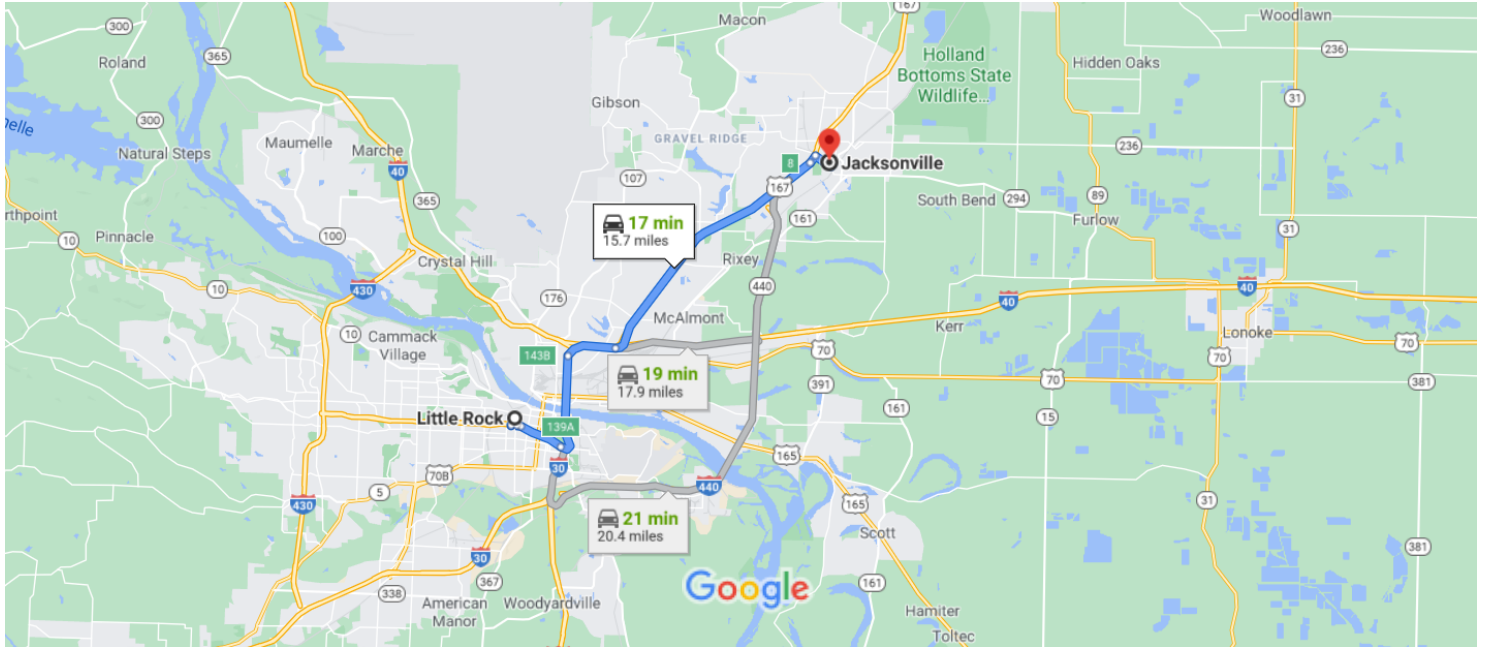 300
167
Macon
Woodlawn
Roland
365
Holland
Bottoms State
Wildlife...
Hidden Oaks
236
Gibson
31
300
Natural Steps
Maumelle
Marche
GRAVEL RIDGE
236
40
8
Jacksonville
107
167
365
161
South Bend
294
89
Furlow
rthpoint
10
Pinnacle
100
17 min
15.7 miles
31
Crystal Hill
Rixey
10
430
176
440
40
40
McAlmont
Kerr
10
Cammack
Village
143B
Lonoke
70
70
70
19 min
17.9 miles
70
391
381
Little Rock
139A
161
15
30
70B
165
5
440
430
31
165
21 min
20.4 miles
Scott
381
30
367
161
338
American
Manor
Woodyardville
Google
Hamiter
Toltec